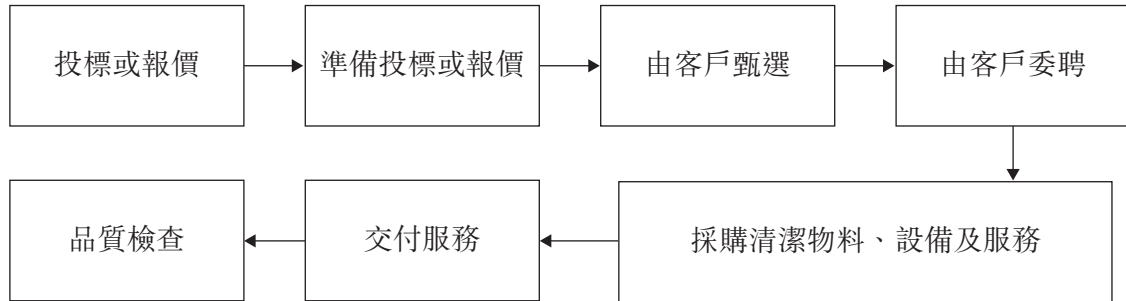 投標或報價
準備投標或報價
由客戶甄選
由客戶委聘
採購清潔物料、設備及服務
交付服務
品質檢查